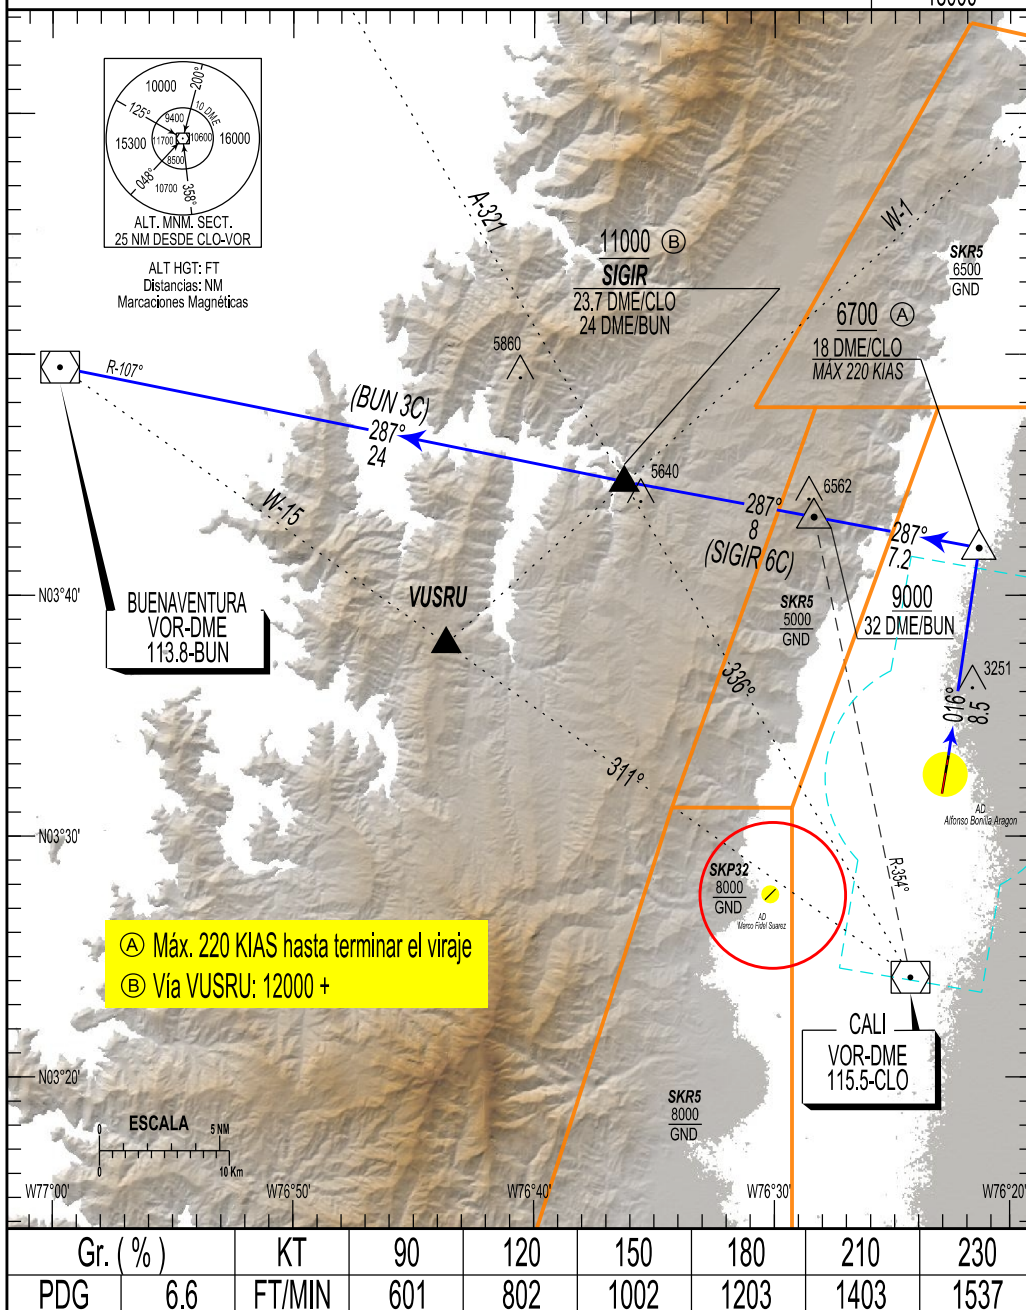 10000
200°
125°
10 DME
9400
15300
11700
10600
16000
8500
048°
10700
358°
ALT. MNM. SECT.
25 NM DESDE CLO-VOR
ALT HGT: FT
Distancias: NM
Marcaciones Magnéticas
A-321
W-1
11000 Ⓑ
SIGIR
23.7 DME/CLO
24 DME/BUN
SKR5
6500
GND
6700 Ⓐ
18 DME/CLO
MÁX 220 KIAS
5860
R-107°
(BUN 3C)
287°
24
5640
6562
287°
8
(SIGIR 6C)
287°
7.2
W-15
VUSRU
N03°40'
BUENAVENTURA
VOR-DME
113.8-BUN
SKR5
5000
GND
9000
32 DME/BUN
3251
336°
016°
8.5
311°
AD
Alfonso Bonilla Aragon
N03°30'
SKP32
8000
GND
AD
Marco Fidel Suarez
R-354°
Ⓐ Máx. 220 KIAS hasta terminar el viraje
Ⓑ Vía VUSRU: 12000 +
CALI
VOR-DME
115.5-CLO
N03°20'
SKR5
8000
GND
ESCALA
0 5 NM
0 10 Km
W77°00' W76°50' W76°40' W76°30' W76°20'
Gr. ( % ) KT 90 120 150 180 210 230
PDG 6.6 FT/MIN 601 802 1002 1203 1403 1537